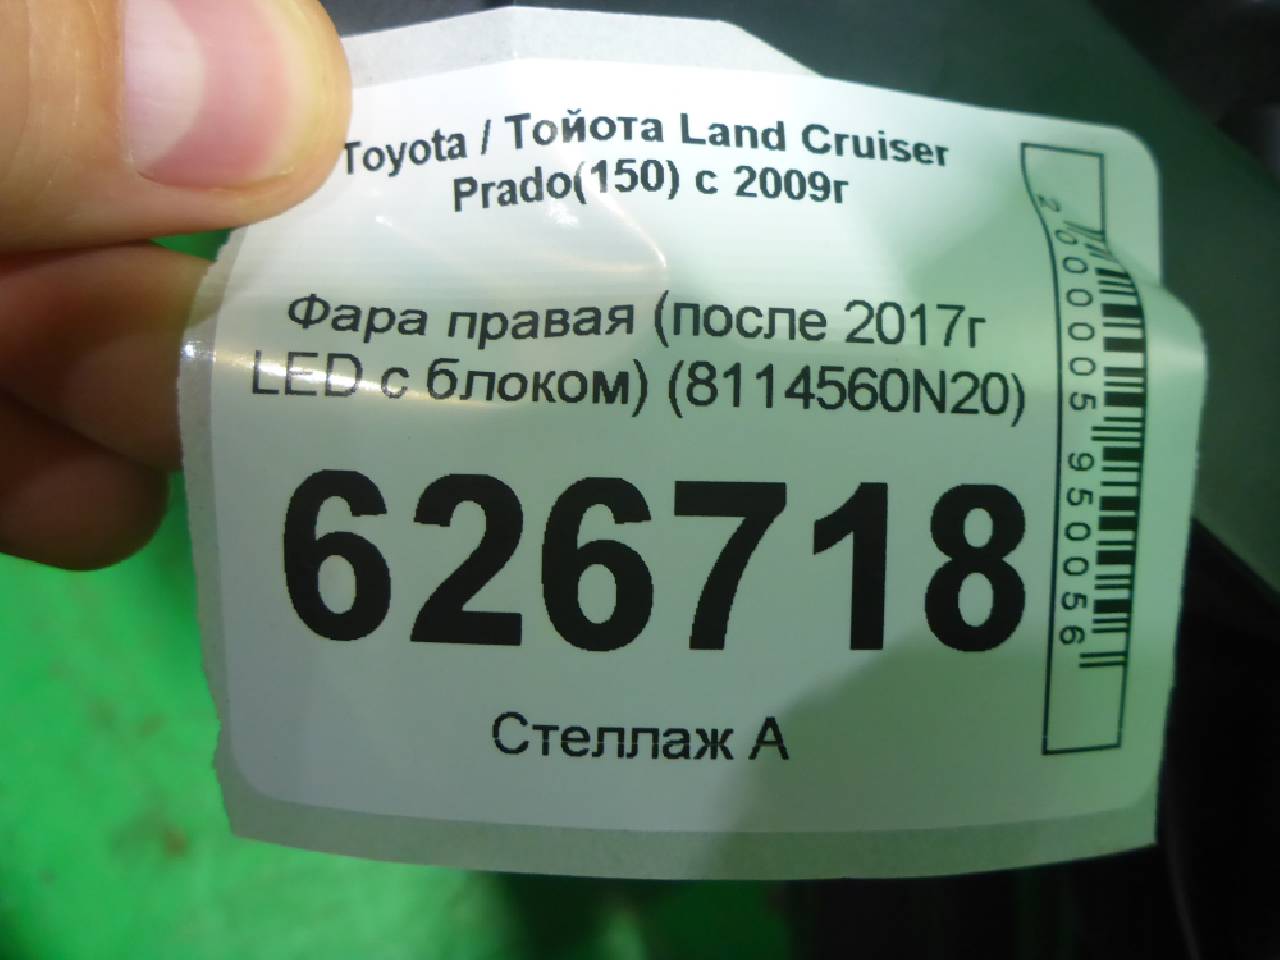 Toyota / Тойота Land Cruiser
Prado(150) с 2009г
Фара правая (после 2017г
LED с блоком) (8114560N20)
626718
Стеллаж А
2000005950056